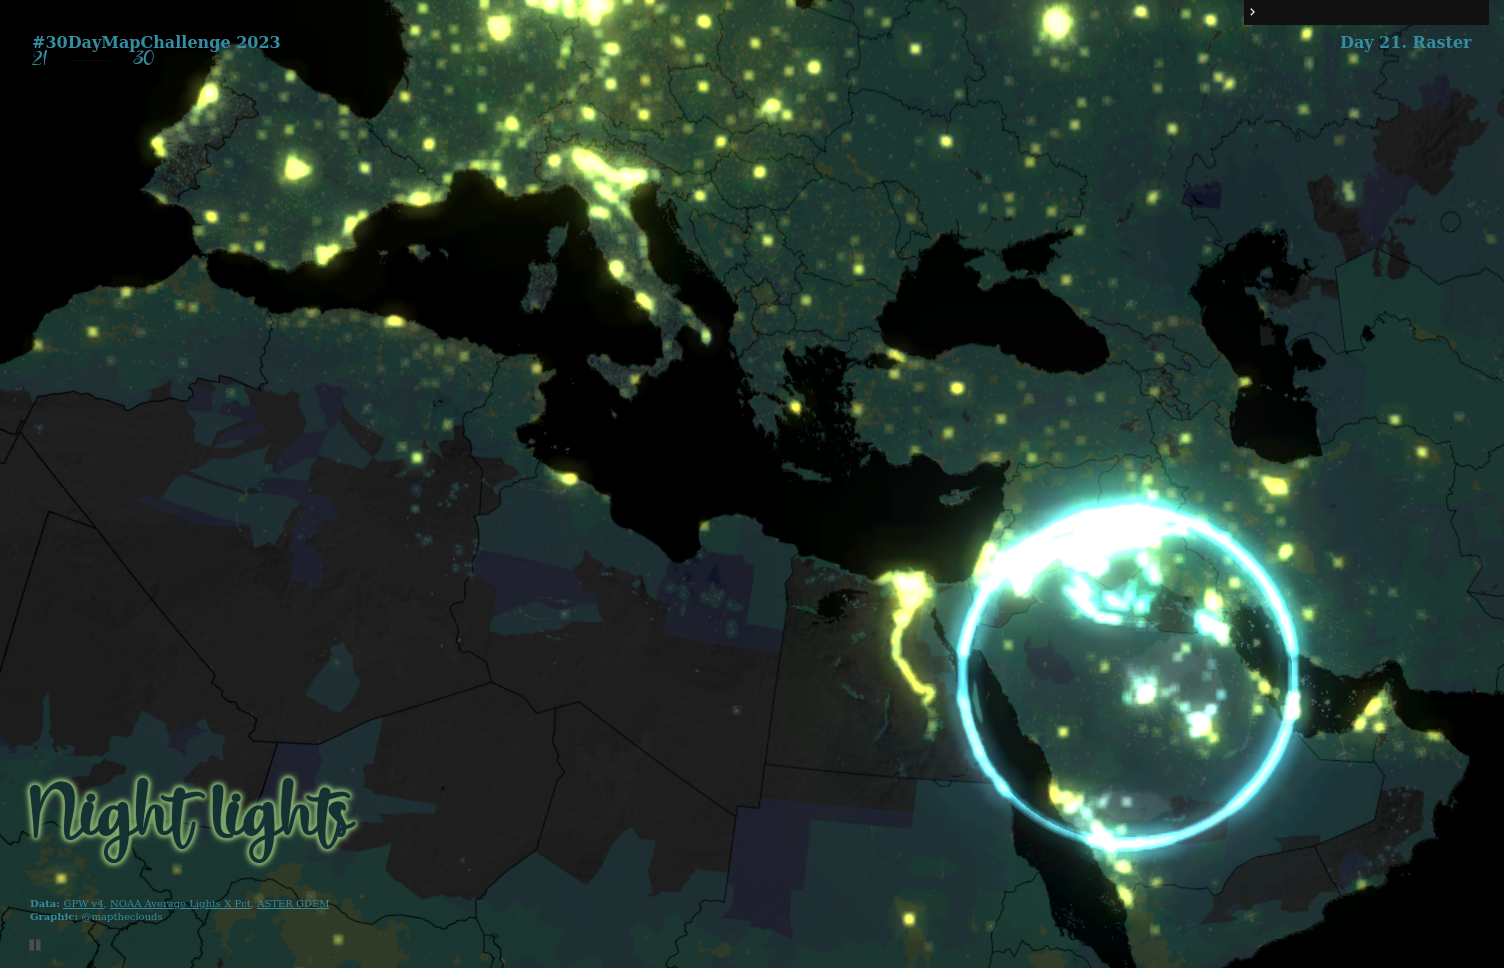 #30DayMapChallenge 2023
21 30
Day 21. Raster
Night lights
Data: GPW v4, NOAA Average Lights X Pct, ASTER GDEM
Graphic: @maptheclouds